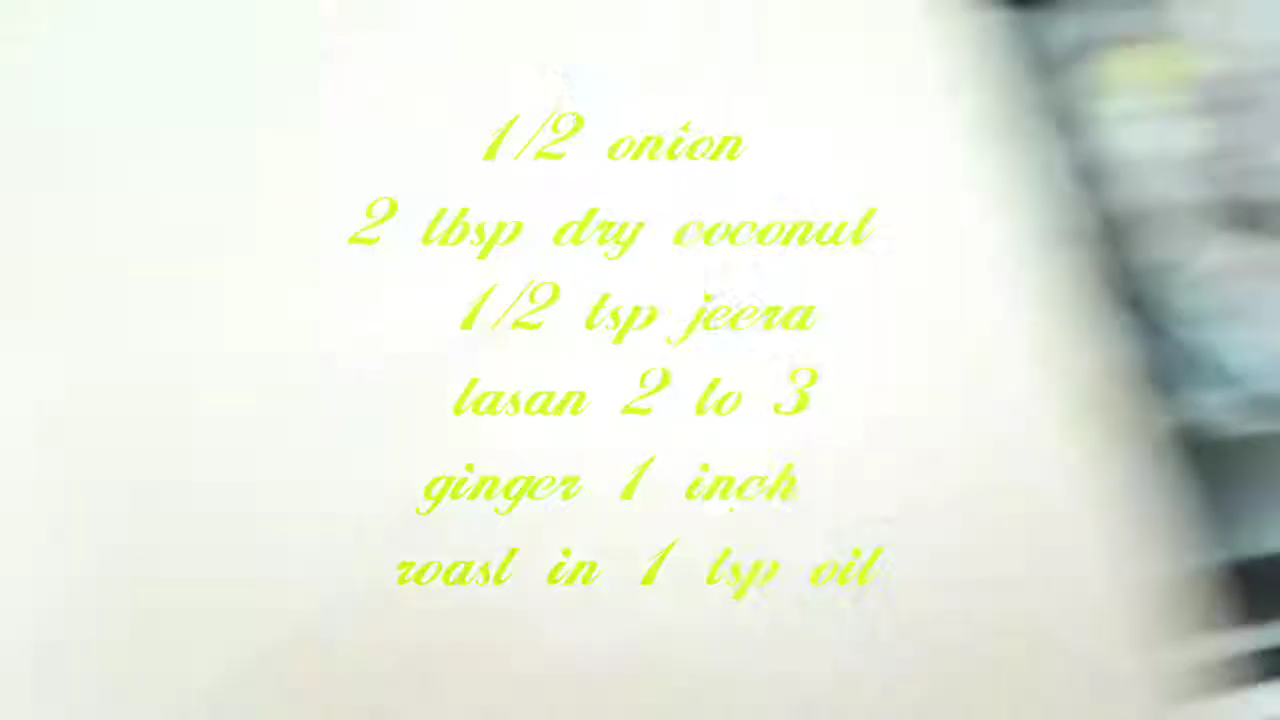 1/2 onion
2 tbsp dry coconut
1/2 tsp jeera
lasan 2 to 3
ginger 1 inch
roast in 1 tsp oil